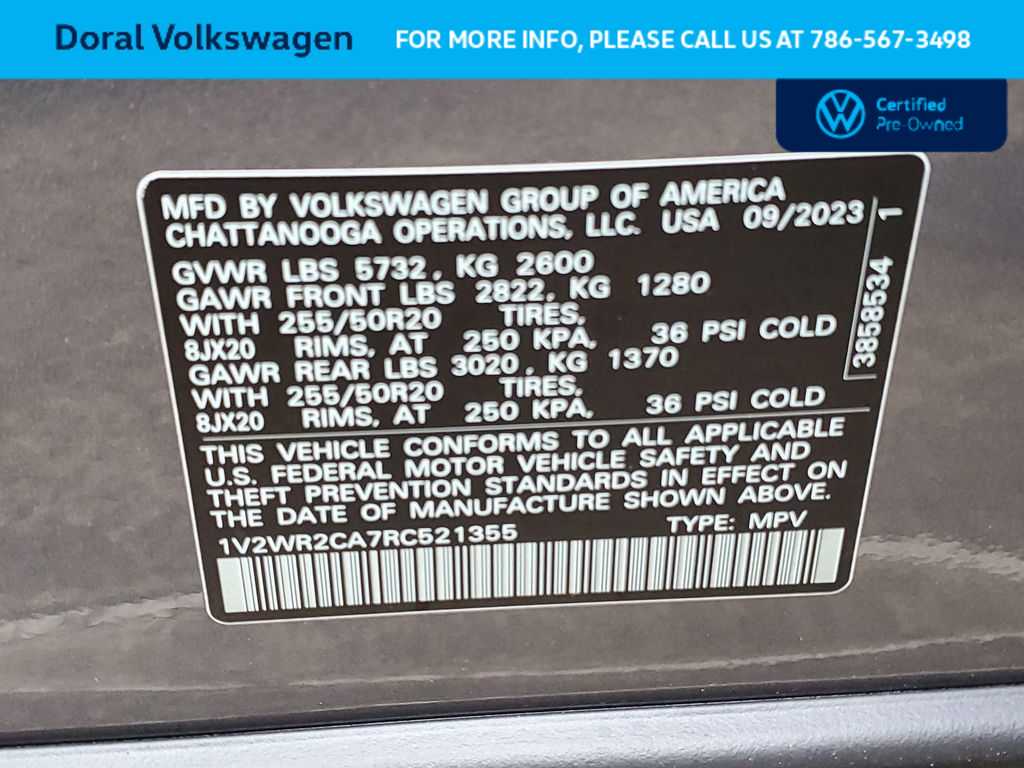 Doral Volkswagen
FOR MORE INFO, PLEASE CALL US AT 786-567-3498
Certified
Pre-Owned
MFD BY VOLKSWAGEN GROUP OF AMERICA
CHATTANOOGA OPERATIONS, LLC. USA 09/2023
GVWR LBS 5732, KG 2600
GAWR FRONT LBS 2822, KG 1280
WITH 255/50R20 TIRES,
8JX20 RIMS, AT 250 KPA, 36 PSI COLD
GAWR REAR LBS 3020, KG 1370
WITH 255/50R20 TIRES,
8JX20 RIMS, AT 250 KPA, 36 PSI COLD
3858534 1
THIS VEHICLE CONFORMS TO ALL APPLICABLE
U.S. FEDERAL MOTOR VEHICLE SAFETY AND
THEFT PREVENTION STANDARDS IN EFFECT ON
THE DATE OF MANUFACTURE SHOWN ABOVE.
1V2WR2CA7RC521355 TYPE: MPV